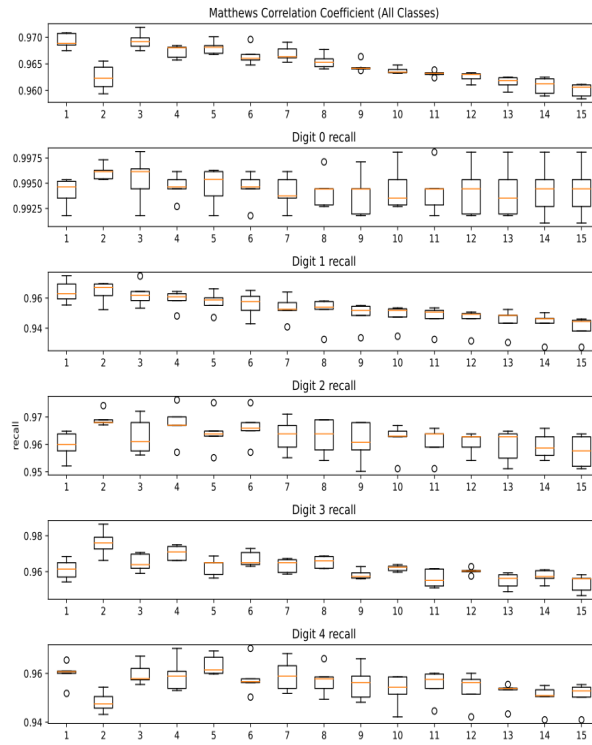 Matthews Correlation Coefficient (All Classes)
0.970
0.965
0.960
1 2 3 4 5 6 7 8 9 10 11 12 13 14 15
Digit 0 recall
0.9975
0.9950
0.9925
1 2 3 4 5 6 7 8 9 10 11 12 13 14 15
Digit 1 recall
0.96
0.94
1 2 3 4 5 6 7 8 9 10 11 12 13 14 15
Digit 2 recall
0.97
0.96
0.95
recall
1 2 3 4 5 6 7 8 9 10 11 12 13 14 15
Digit 3 recall
0.98
0.96
1 2 3 4 5 6 7 8 9 10 11 12 13 14 15
Digit 4 recall
0.96
0.94
1 2 3 4 5 6 7 8 9 10 11 12 13 14 15